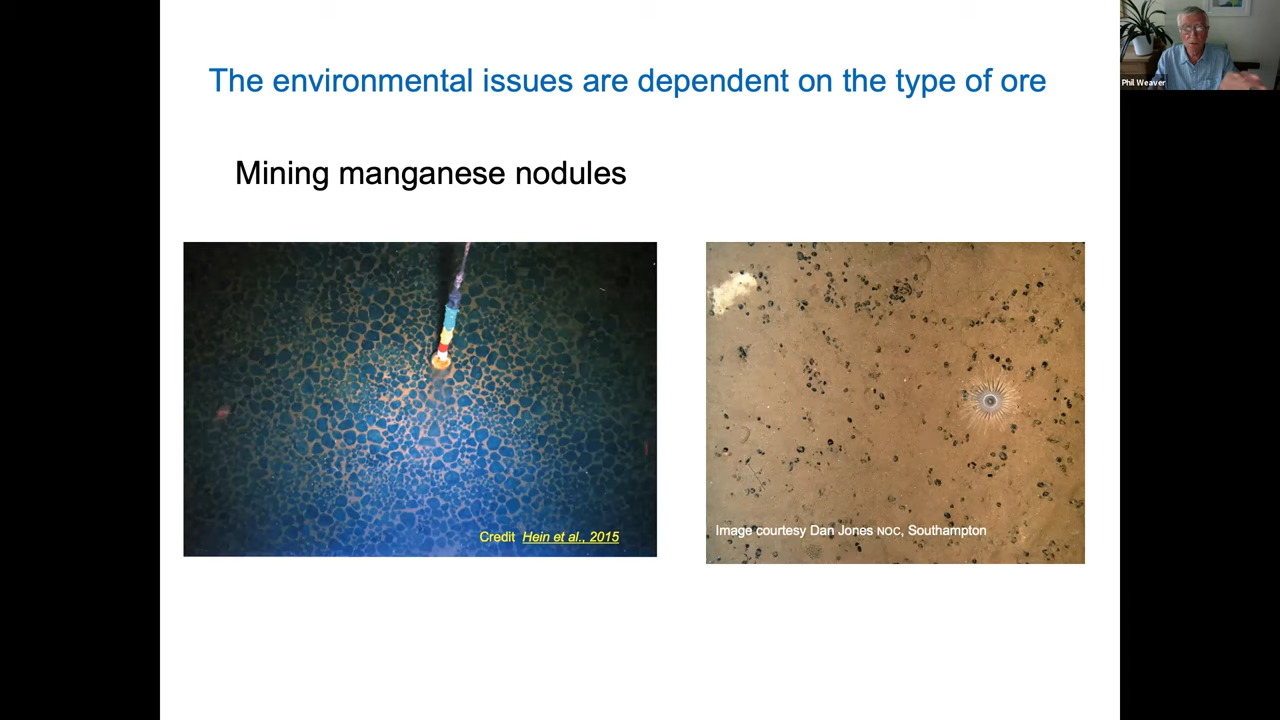 The environmental issues are dependent on the type of ore
Phil Weaver
Mining manganese nodules
Credit Hein et al., 2015
Image courtesy Dan Jones NOC, Southampton